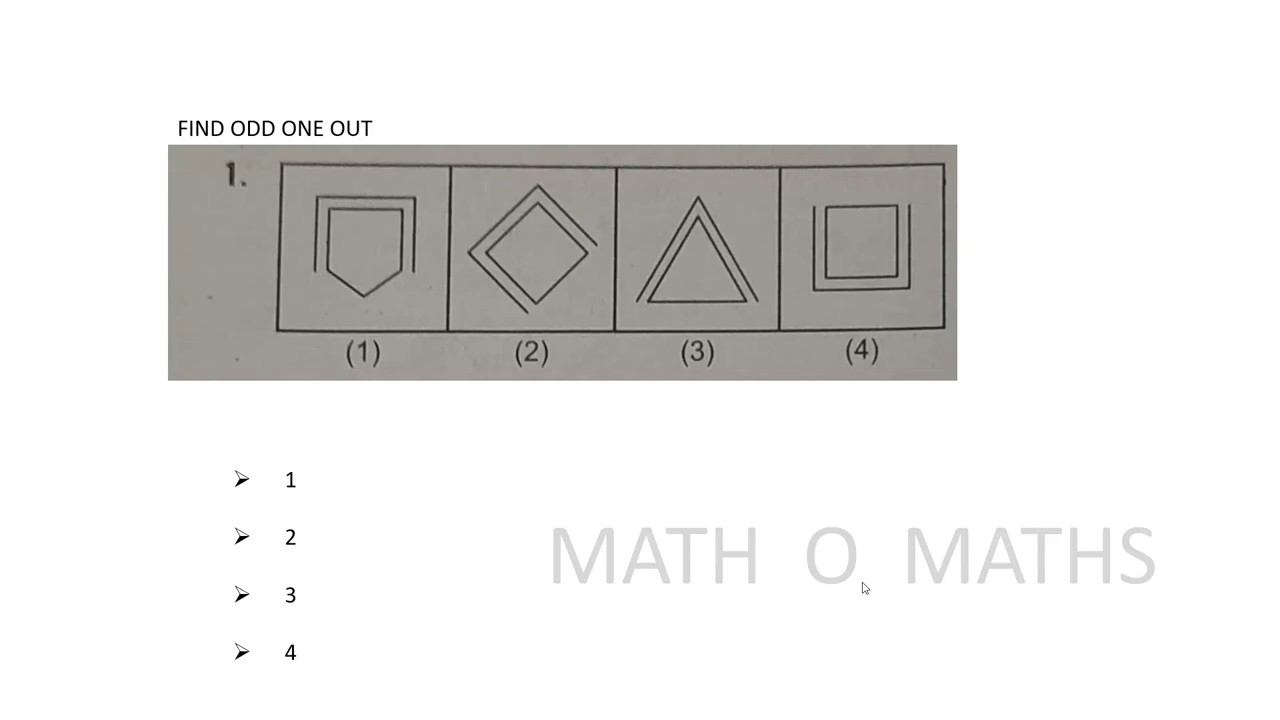 FIND ODD ONE OUT
1.
(1) (2) (3) (4)
1
2
3
4
MATH O MATHS